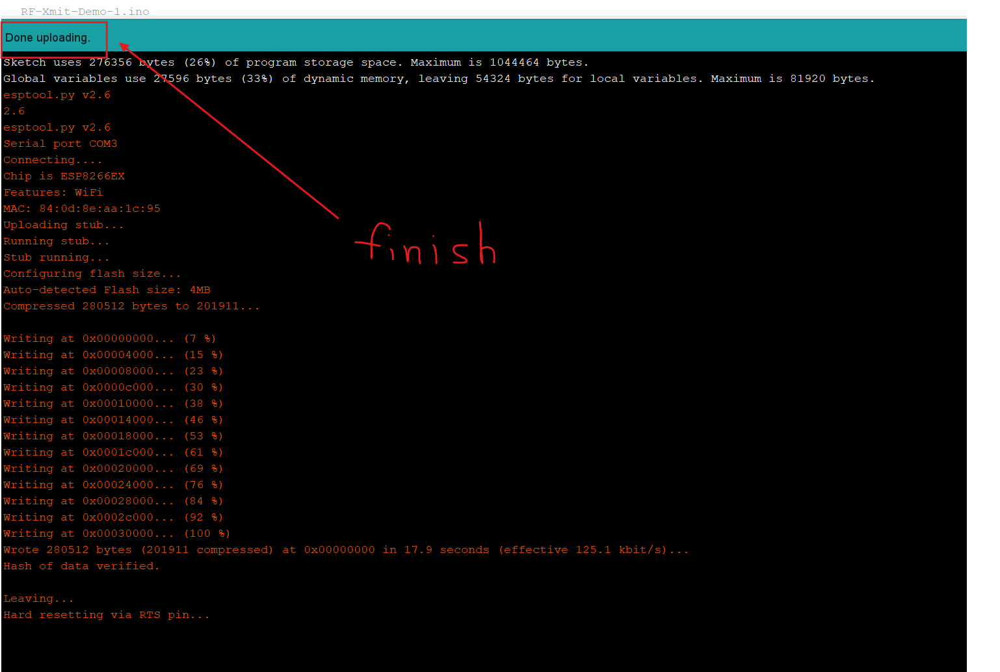 RF-Xmit-Demo-1.ino
Done uploading.
Sketch uses 276356 bytes (26%) of program storage space. Maximum is 1044464 bytes.
Global variables use 27596 bytes (33%) of dynamic memory, leaving 54324 bytes for local variables. Maximum is 81920 bytes.
esptool.py v2.6
2.6
esptool.py v2.6
Serial port COM3
Connecting....
Chip is ESP8266EX
Features: WiFi
MAC: 84:0d:8e:aa:1c:95
Uploading stub...
Running stub...
finish
Stub running...
Configuring flash size...
Auto-detected Flash size: 4MB
Compressed 280512 bytes to 201911...
Writing at 0x00000000... (7 %)
Writing at 0x00004000... (15 %)
Writing at 0x00008000... (23 %)
Writing at 0x0000c000... (30 %)
Writing at 0x00010000... (38 %)
Writing at 0x00014000... (46 %)
Writing at 0x00018000... (53 %)
Writing at 0x0001c000... (61 %)
Writing at 0x00020000... (69 %)
Writing at 0x00024000... (76 %)
Writing at 0x00028000... (84 %)
Writing at 0x0002c000... (92 %)
Writing at 0x00030000... (100 %)
Wrote 280512 bytes (201911 compressed) at 0x00000000 in 17.9 seconds (effective 125.1 kbit/s)...
Hash of data verified.
Leaving...
Hard resetting via RTS pin...